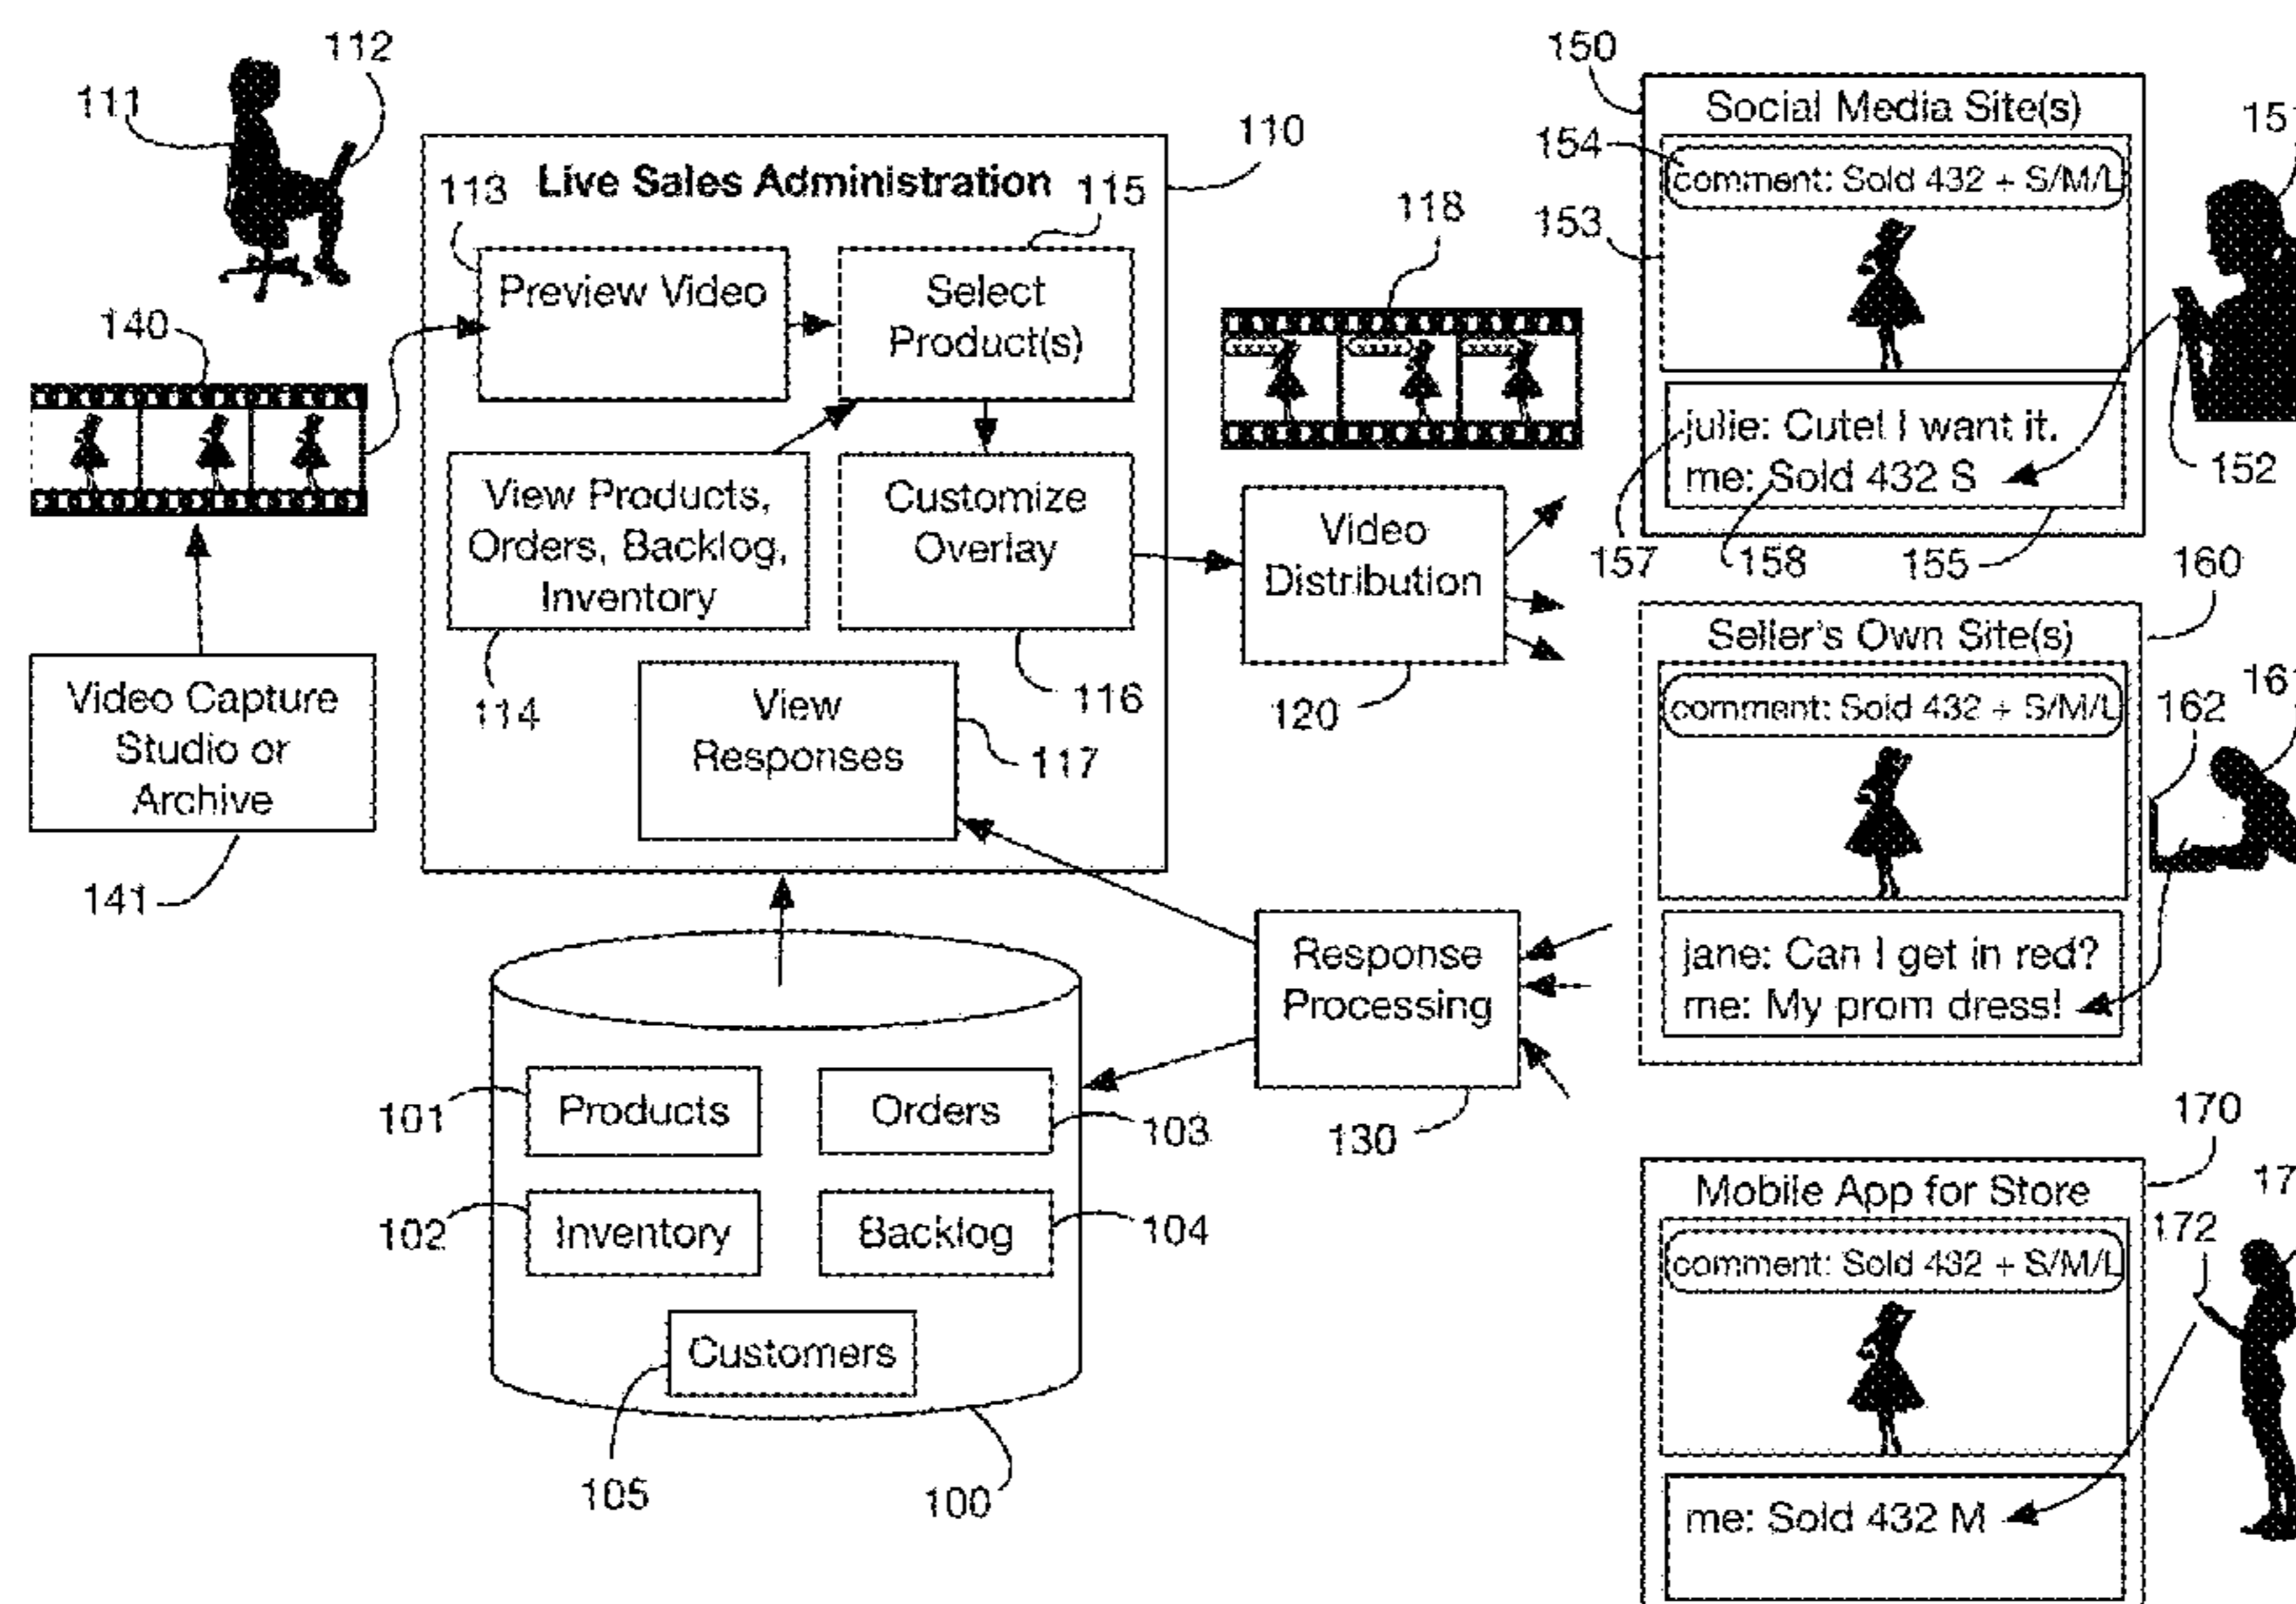 112
111
140
Video Capture
Studio or
Archive
141
110
Live Sales Administration
113
115
Preview Video
Select
Product(s)
View Products,
Orders, Backlog,
Inventory
Customize
Overlay
114
116
View
Responses
117
118
Video
Distribution
120
Response
Processing
130
101
Products
Orders
103
102
Inventory
Backlog
104
Customers
105
100
150
Social Media Site(s)
154
comment: Sold 432 + S/M/L
153
julie: Cute! I want it.
me: Sold 432 S
152
157
158
155
160
Seller's Own Site(s)
comment: Sold 432 + S/M/L
162
jane: Can I get in red?
me: My prom dress!
170
Mobile App for Store
172
comment: Sold 432 + S/M/L
me: Sold 432 M